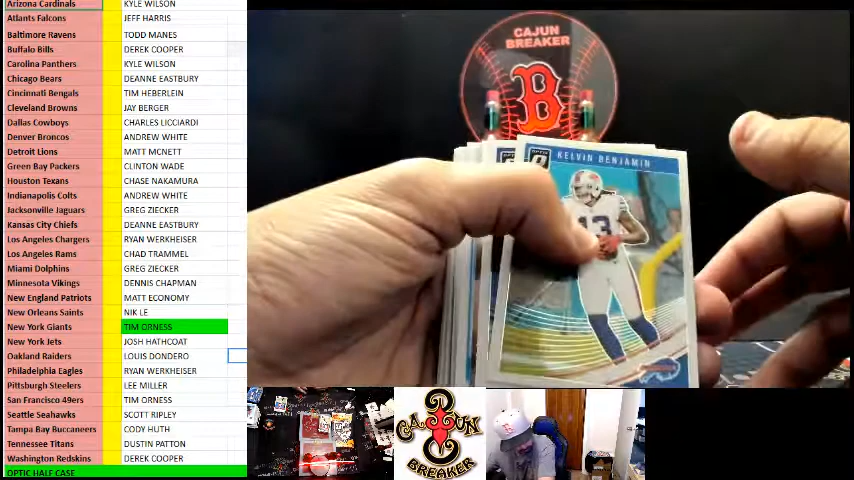 Arizona Cardinals KYLE WILSON
Atlants Falcons JEFF HARRIS
Baltimore Ravens TODD MANES
Buffalo Bills DEREK COOPER
Carolina Panthers KYLE WILSON
Chicago Bears DEANNE EASTBURY
Cincinnati Bengals TIM HEBERLEIN
Cleveland Browns JAY BERGER
Dallas Cowboys CHARLES LICCIARDI
Denver Broncos ANDREW WHITE
Detroit Lions MATT MCNETT
Green Bay Packers CLINTON WADE
Houston Texans CHASE NAKAMURA
Indianapolis Colts ANDREW WHITE
Jacksonville Jaguars GREG ZIECKER
Kansas City Chiefs DEANNE EASTBURY
Los Angeles Chargers RYAN WERKHEISER
Los Angeles Rams CHAD TRAMMEL
Miami Dolphins GREG ZIECKER
Minnesota Vikings DENNIS CHAPMAN
New England Patriots MATT ECONOMY
New Orleans Saints NIK LE
New York Giants TIM ORNESS
New York Jets JOSH HATHCOAT
Oakland Raiders LOUIS DONDERO
Philadelphia Eagles RYAN WERKHEISER
Pittsburgh Steelers LEE MILLER
San Francisco 49ers TIM ORNESS
Seattle Seahawks SCOTT RIPLEY
Tampa Bay Buccaneers CODY HUTH
Tennessee Titans DUSTIN PATTON
Washington Redskins DEREK COOPER
OPTIC HALF CASE
CAJUN
BREAKER
B
KELVIN BENJAMIN
13
CAJUN
BREAKER